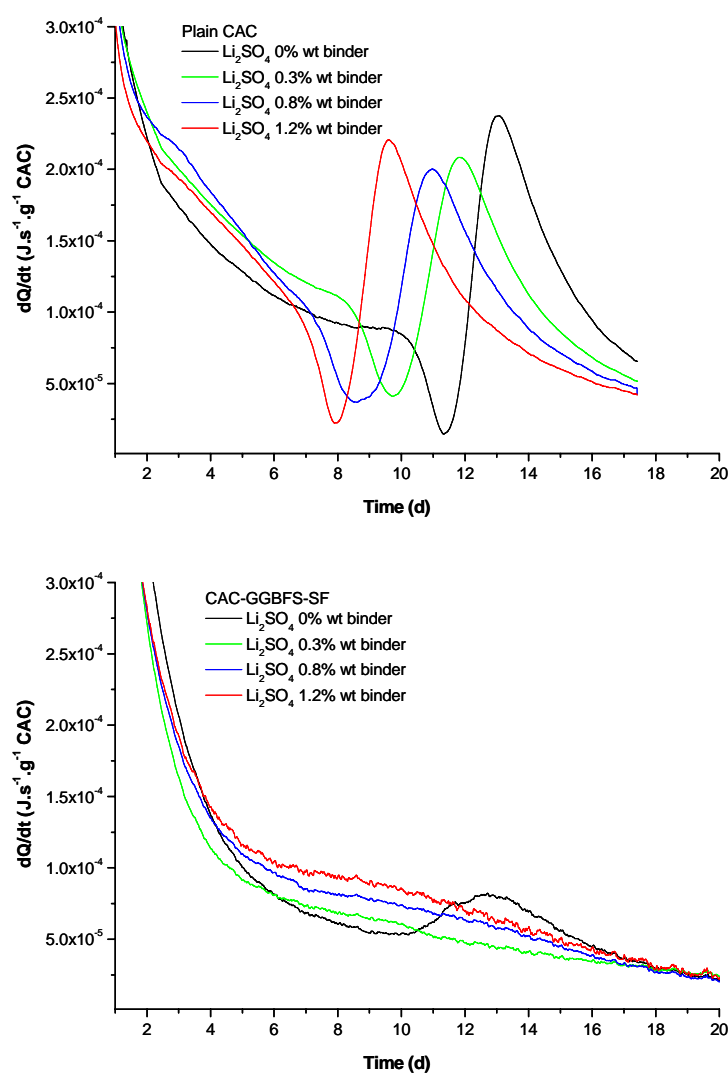 Plain CAC
Li₂SO₄ 0% wt binder
Li₂SO₄ 0.3% wt binder
Li₂SO₄ 0.8% wt binder
Li₂SO₄ 1.2% wt binder
3.0x10⁻⁴
2.5x10⁻⁴
2.0x10⁻⁴
1.5x10⁻⁴
1.0x10⁻⁴
5.0x10⁻⁵
dQ/dt (J.s⁻¹.g⁻¹ CAC)
2 4 6 8 10 12 14 16 18 20
Time (d)
CAC-GGBFS-SF
Li₂SO₄ 0% wt binder
Li₂SO₄ 0.3% wt binder
Li₂SO₄ 0.8% wt binder
Li₂SO₄ 1.2% wt binder
3.0x10⁻⁴
2.5x10⁻⁴
2.0x10⁻⁴
1.5x10⁻⁴
1.0x10⁻⁴
5.0x10⁻⁵
dQ/dt (J.s⁻¹.g⁻¹ CAC)
2 4 6 8 10 12 14 16 18 20
Time (d)